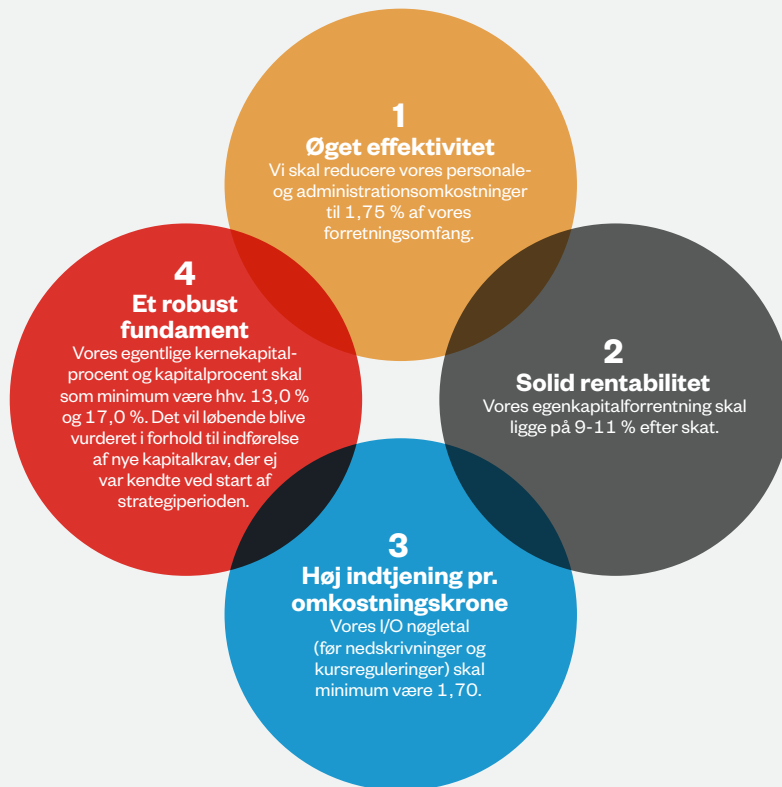 1
Øget effektivitet
Vi skal reducere vores personale-
og administrationsomkostninger
til 1,75 % af vores
forretningsomfang.
2
Solid rentabilitet
Vores egenkapitalforrentning skal
ligge på 9-11 % efter skat.
3
Høj indtjening pr.
omkostningskrone
Vores I/O nøgletal
(før nedskrivninger og
kursreguleringer) skal
minimum være 1,70.
4
Et robust
fundament
Vores egentlige kernekapital-
procent og kapitalprocent skal
som minimum være hhv. 13,0 %
og 17,0 %. Det vil løbende blive
vurderet i forhold til indførelse
af nye kapitalkrav, der ej
var kendte ved start af
strategiperioden.